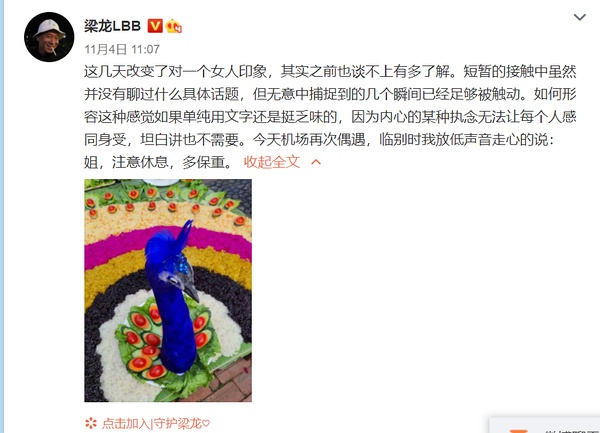 梁龙LBB
11月4日 11:07
这几天改变了对一个女人印象，其实之前也谈不上有多了解。短暂的接触中虽然
并没有聊过什么具体话题，但无意中捕捉到的几个瞬间已经足够被触动。如何形
容这种感觉如果单纯用文字还是挺乏味的，因为内心的某种执念无法让每个人感
同身受，坦白讲也不需要。今天机场再次偶遇，临别时我放低声音走心的说：
姐，注意休息，多保重。 收起全文
点击加入|守护梁龙♡